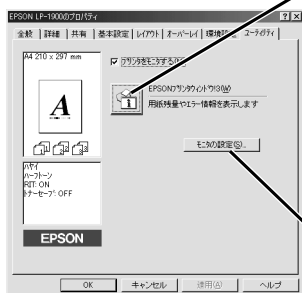 EPSON LP-1900のプロパティ
全般 詳細 共有 基本設定 レイアウト オーバーレイ 環境設定 ユーティリティ
A4 210 x 297 mm
プリンタをモニタする(M)
EPSONプリンタウィンドウ!3(W)
用紙残量やエラー情報を表示します
A
1 2 3
モニタの設定(S)...
ハヤイ
ハーフトーン
RIT: ON
トナーセーブ: OFF
EPSON
OK キャンセル 適用(A) ヘルプ